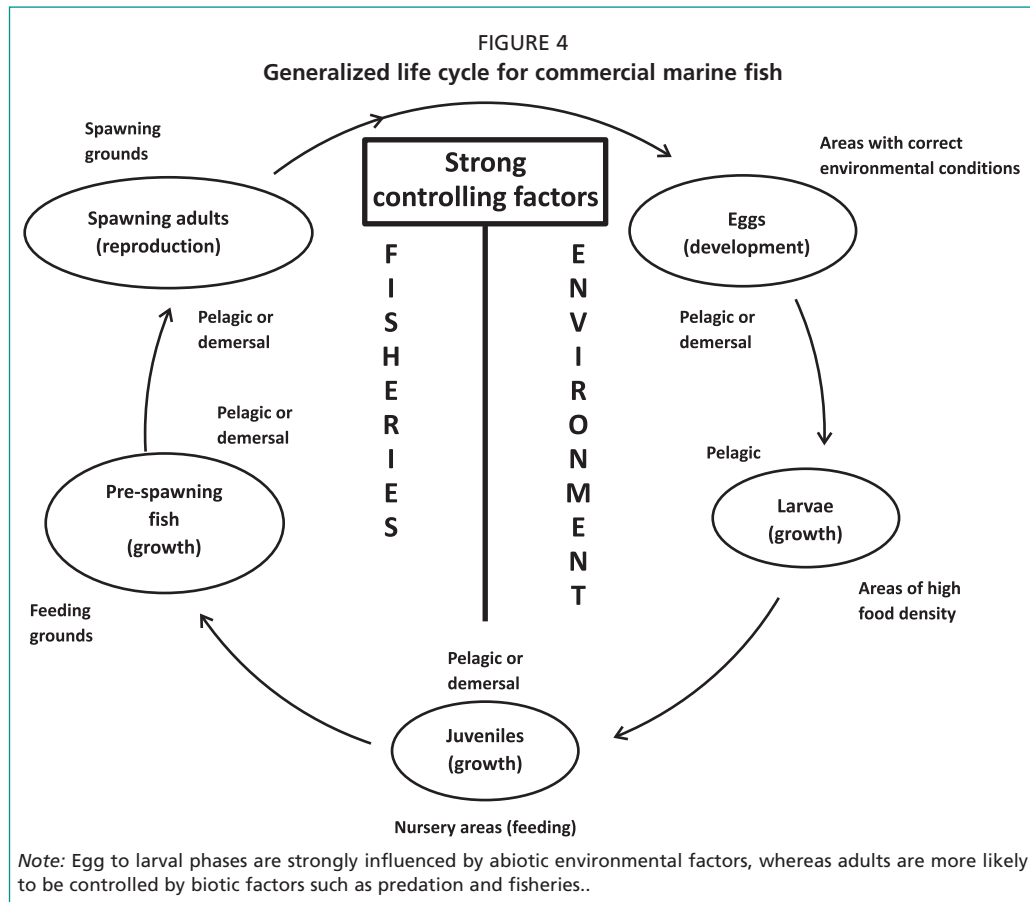 FIGURE 4
Generalized life cycle for commercial marine fish
Spawning
grounds
Spawning adults
(reproduction)
Pelagic or
demersal
Strong
controlling factors
FISHERIES
ENVIRONMENT
Areas with correct
environmental conditions
Eggs
(development)
Pelagic or
demersal
Pelagic
Larvae
(growth)
Areas of high
food density
Pelagic or
demersal
Juveniles
(growth)
Nursery areas (feeding)
Pelagic or
demersal
Pre-spawning
fish
(growth)
Feeding
grounds
Note: Egg to larval phases are strongly influenced by abiotic environmental factors, whereas adults are more likely
to be controlled by biotic factors such as predation and fisheries..